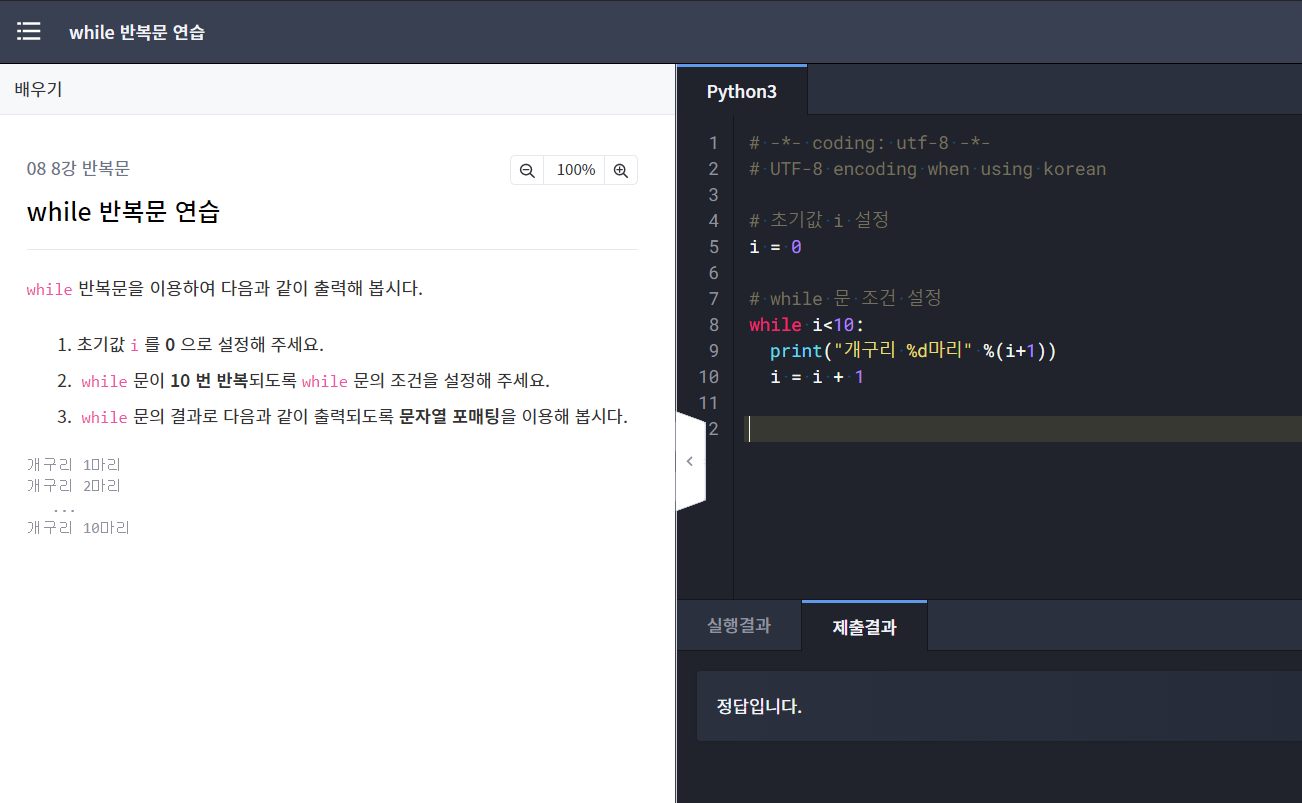 while 반복문 연습
배우기
08 8강 반복문
100%
while 반복문 연습
while 반복문을 이용하여 다음과 같이 출력해 봅시다.
1. 초기값 i 를 0 으로 설정해 주세요.
2. while 문이 10 번 반복되도록 while 문의 조건을 설정해 주세요.
3. while 문의 결과로 다음과 같이 출력되도록 문자열 포매팅을 이용해 봅시다.
개구리 1마리
개구리 2마리
...
개구리 10마리
Python3
1 # -*- coding: utf-8 -*-
2 # UTF-8 encoding when using korean
3
4 # 초기값 i 설정
5 i = 0
6
7 # while 문 조건 설정
8 while i<10:
9 print("개구리 %d마리" %(i+1))
10 i = i + 1
11
2
실행결과
제출결과
정답입니다.